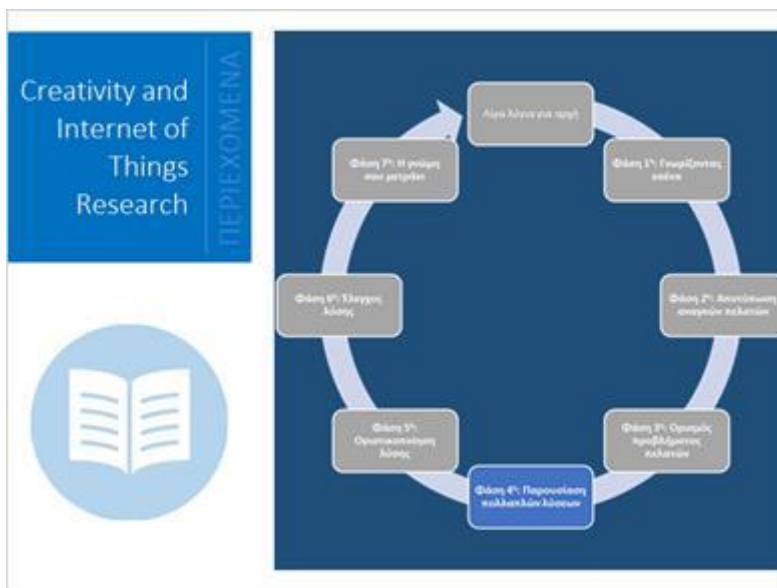 Creativity and
Internet of
Things
Research
ΠΕΡΙΕΧΟΜΕΝΑ
Λίγα λόγια για αρχή
Φάση 1η: Γνωρίζοντας
εσένα
Φάση 2η: Αποτύπωση
αναγκών πελατών
Φάση 3η: Ορισμός
προβλήματος
πελατών
Φάση 4η: Παρουσίαση
πολλαπλών λύσεων
Φάση 5η:
Οριστικοποίηση
λύσης
Φάση 6η: Έλεγχος
λύσης
Φάση 7η: Η γνώμη
σου μετράει